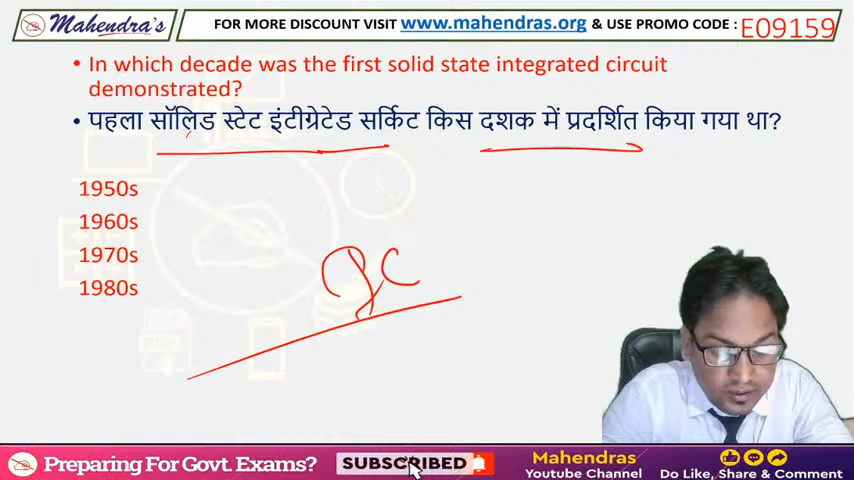 Mahendra's
FOR MORE DISCOUNT VISIT www.mahendras.org & USE PROMO CODE : E09159
• In which decade was the first solid state integrated circuit
demonstrated?
• पहला सॉलिड स्टेट इंटीग्रेटेड सर्किट किस दशक में प्रदर्शित किया गया था?
1950s
1960s
1970s
1980s
Preparing For Govt. Exams?
SUBSCRIBED
Mahendras
Youtube Channel
Do Like, Share & Comment